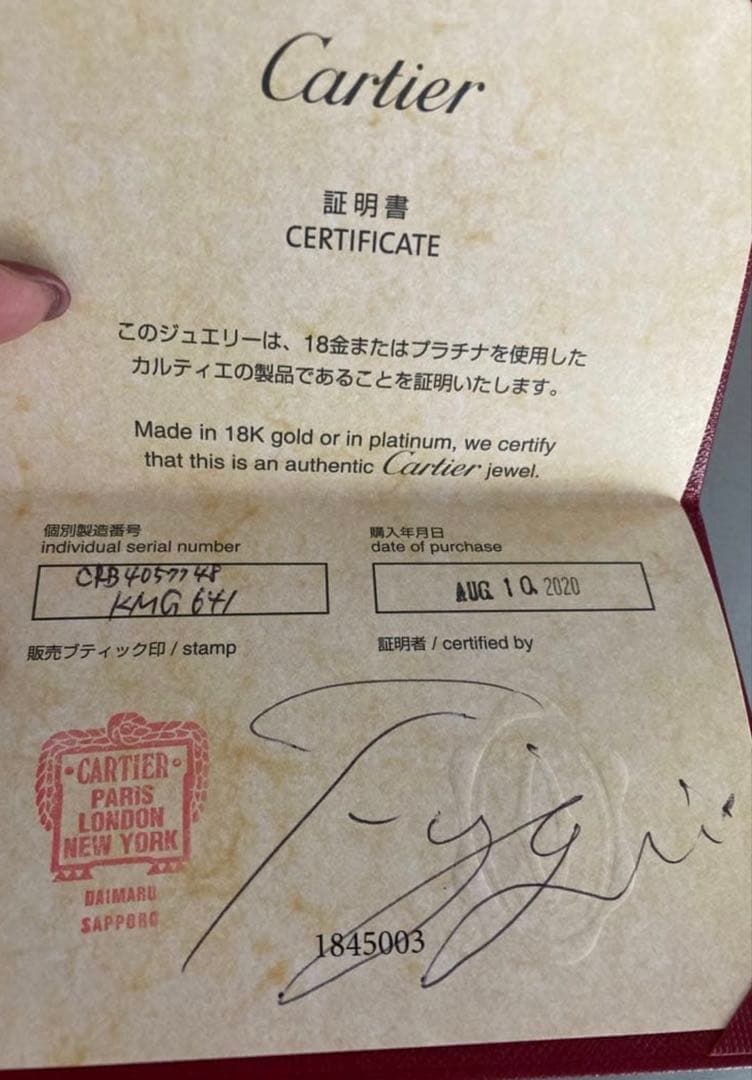 Cartier
証明書
CERTIFICATE
このジュエリーは、18金またはプラチナを使用した
カルティエの製品であることを証明いたします。
Made in 18K gold or in platinum, we certify
that this is an authentic Cartier jewel.
個別製造番号
individual serial number
CRB4057748
KMG 641
購入年月日
date of purchase
AUG. 10. 2020
販売ブティック印 / stamp
証明者 / certified by
·CARTIER·
PARIS
LONDON
NEW YORK
DAIMARU
SAPPORO
1845003